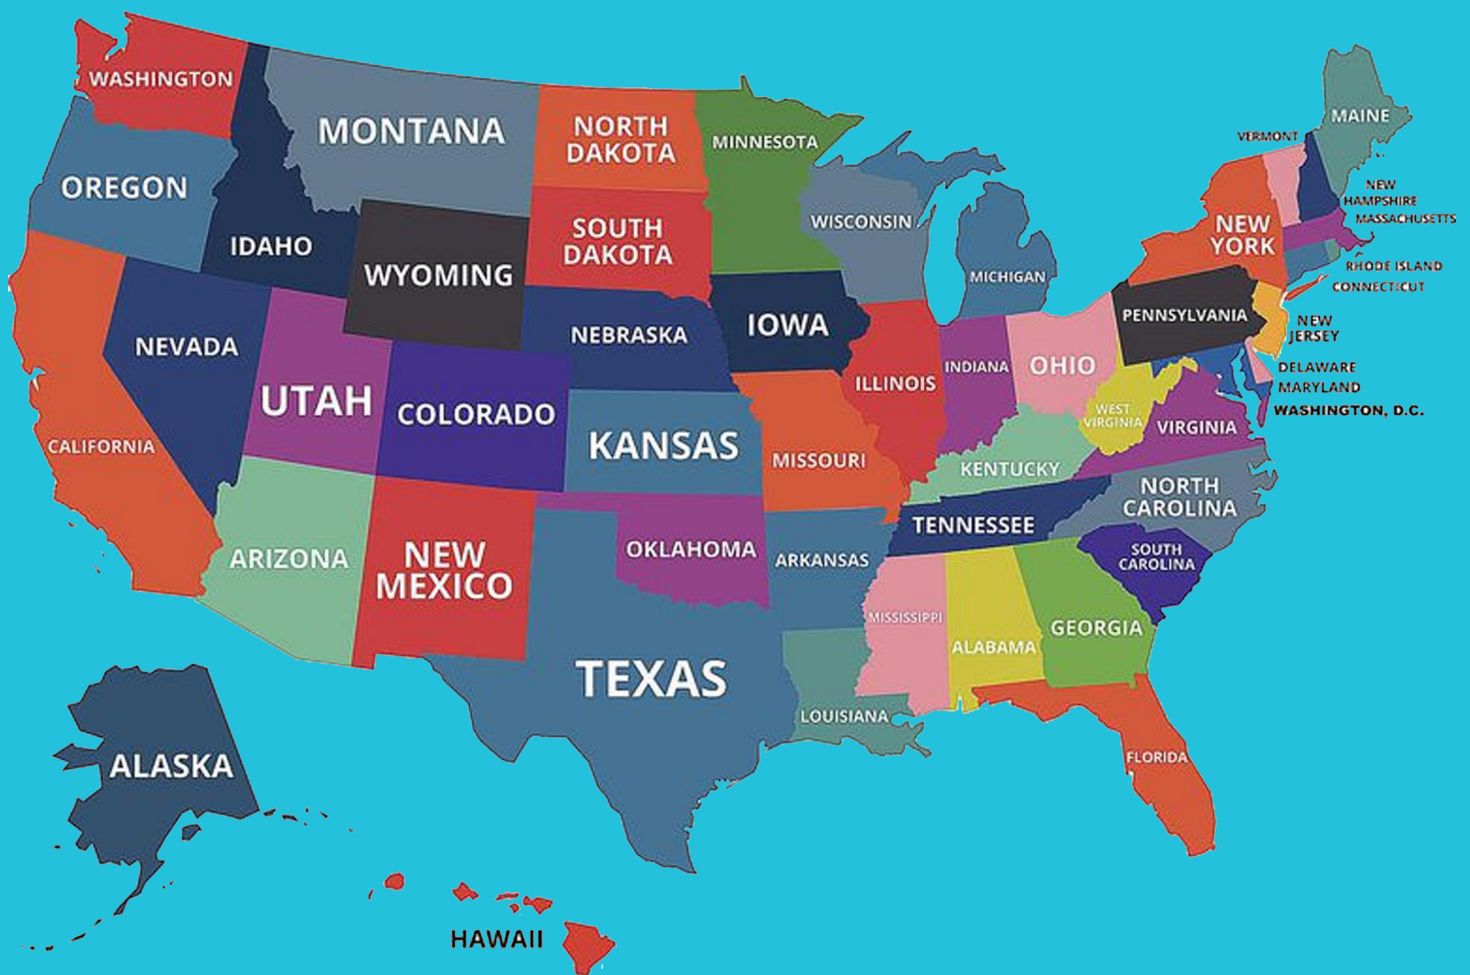 WASHINGTON
MONTANA
NORTH
DAKOTA
MINNESOTA
MAINE
VERMONT
OREGON
IDAHO
WYOMING
SOUTH
DAKOTA
WISCONSIN
MICHIGAN
NEW
YORK
NEW
HAMPSHIRE
MASSACHUSETTS
RHODE ISLAND
CONNECTICUT
NEVADA
UTAH
COLORADO
NEBRASKA
IOWA
ILLINOIS
INDIANA
OHIO
PENNSYLVANIA
NEW
JERSEY
DELAWARE
MARYLAND
WASHINGTON, D.C.
CALIFORNIA
KANSAS
MISSOURI
KENTUCKY
WEST
VIRGINIA
VIRGINIA
ARIZONA
NEW
MEXICO
OKLAHOMA
ARKANSAS
TENNESSEE
NORTH
CAROLINA
SOUTH
CAROLINA
TEXAS
LOUISIANA
MISSISSIPPI
ALABAMA
GEORGIA
FLORIDA
ALASKA
HAWAII